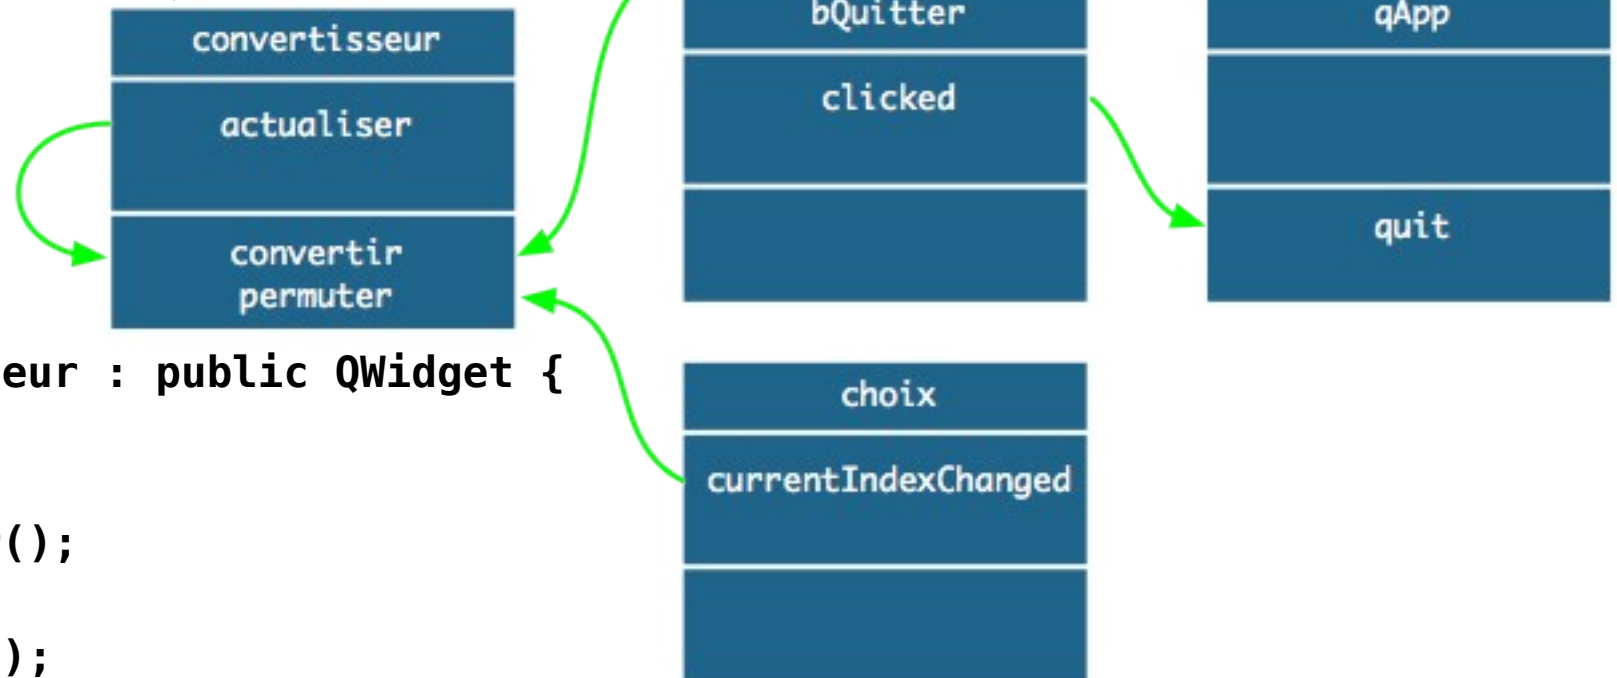 convertisseur
actualiser
convertir
permuter
bQuitter
clicked
qApp
quit
eur : public QWidget {
();
);
choix
currentIndexChanged